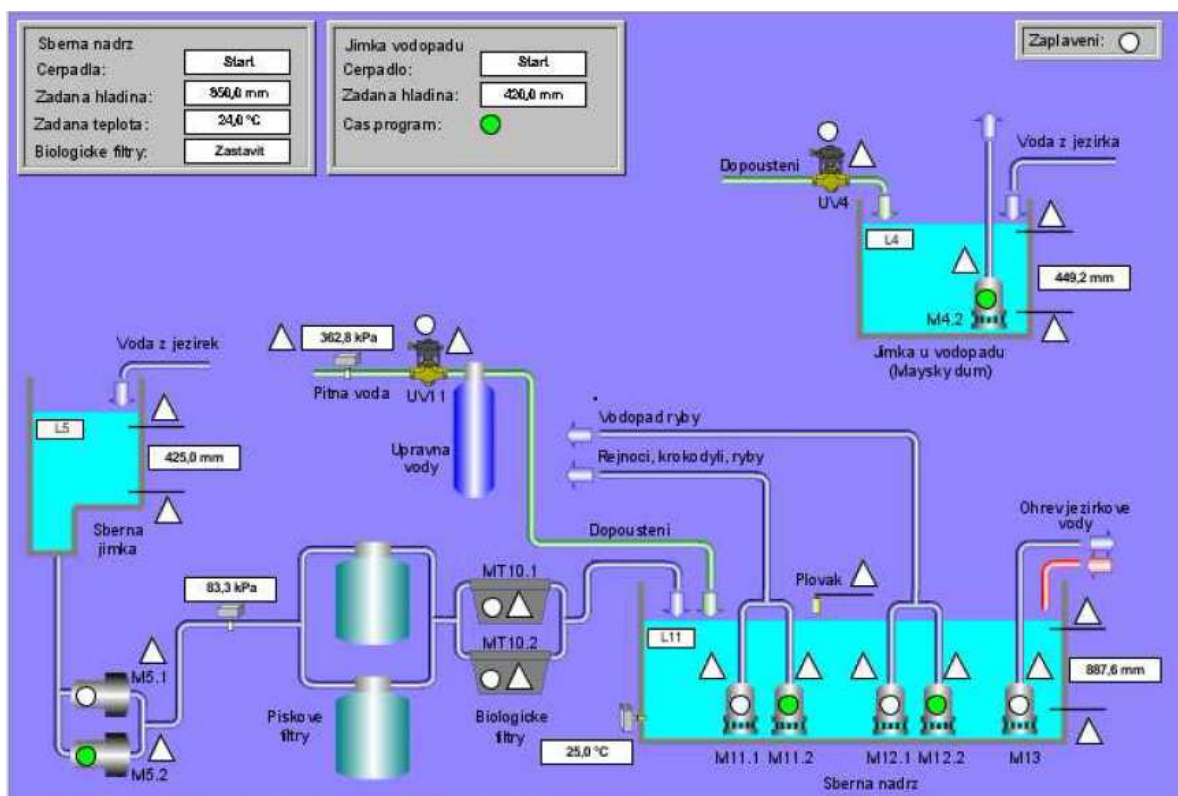 Sberna nadrz
Cerpadla: Start
Zadana hladina: 850,0 mm
Zadana teplota: 24,0 °C
Biologicke filtry: Zastavit
Jimka vodopadu
Cerpadlo: Start
Zadana hladina: 420,0 mm
Cas.program:
Zaplaveni:
Dopousteni
Voda z jezirka
UV4
L4
449,2 mm
M4.2
Jimka u vodopadu
(Maysky dum)
Voda z jezirek
L5
425,0 mm
Sberna
jimka
362,8 kPa
Pitna voda
UV11
Upravna
vody
Vodopad ryby
Rejnoci, krokodyli, ryby
Dopousteni
Ohrev jezirkove
vody
83,3 kPa
MT10.1
MT10.2
Plovak
L11
887,6 mm
M5.1
M5.2
Piskove
filtry
Biologicke
filtry
25,0 °C
M11.1
M11.2
M12.1
M12.2
M13
Sberna nadrz